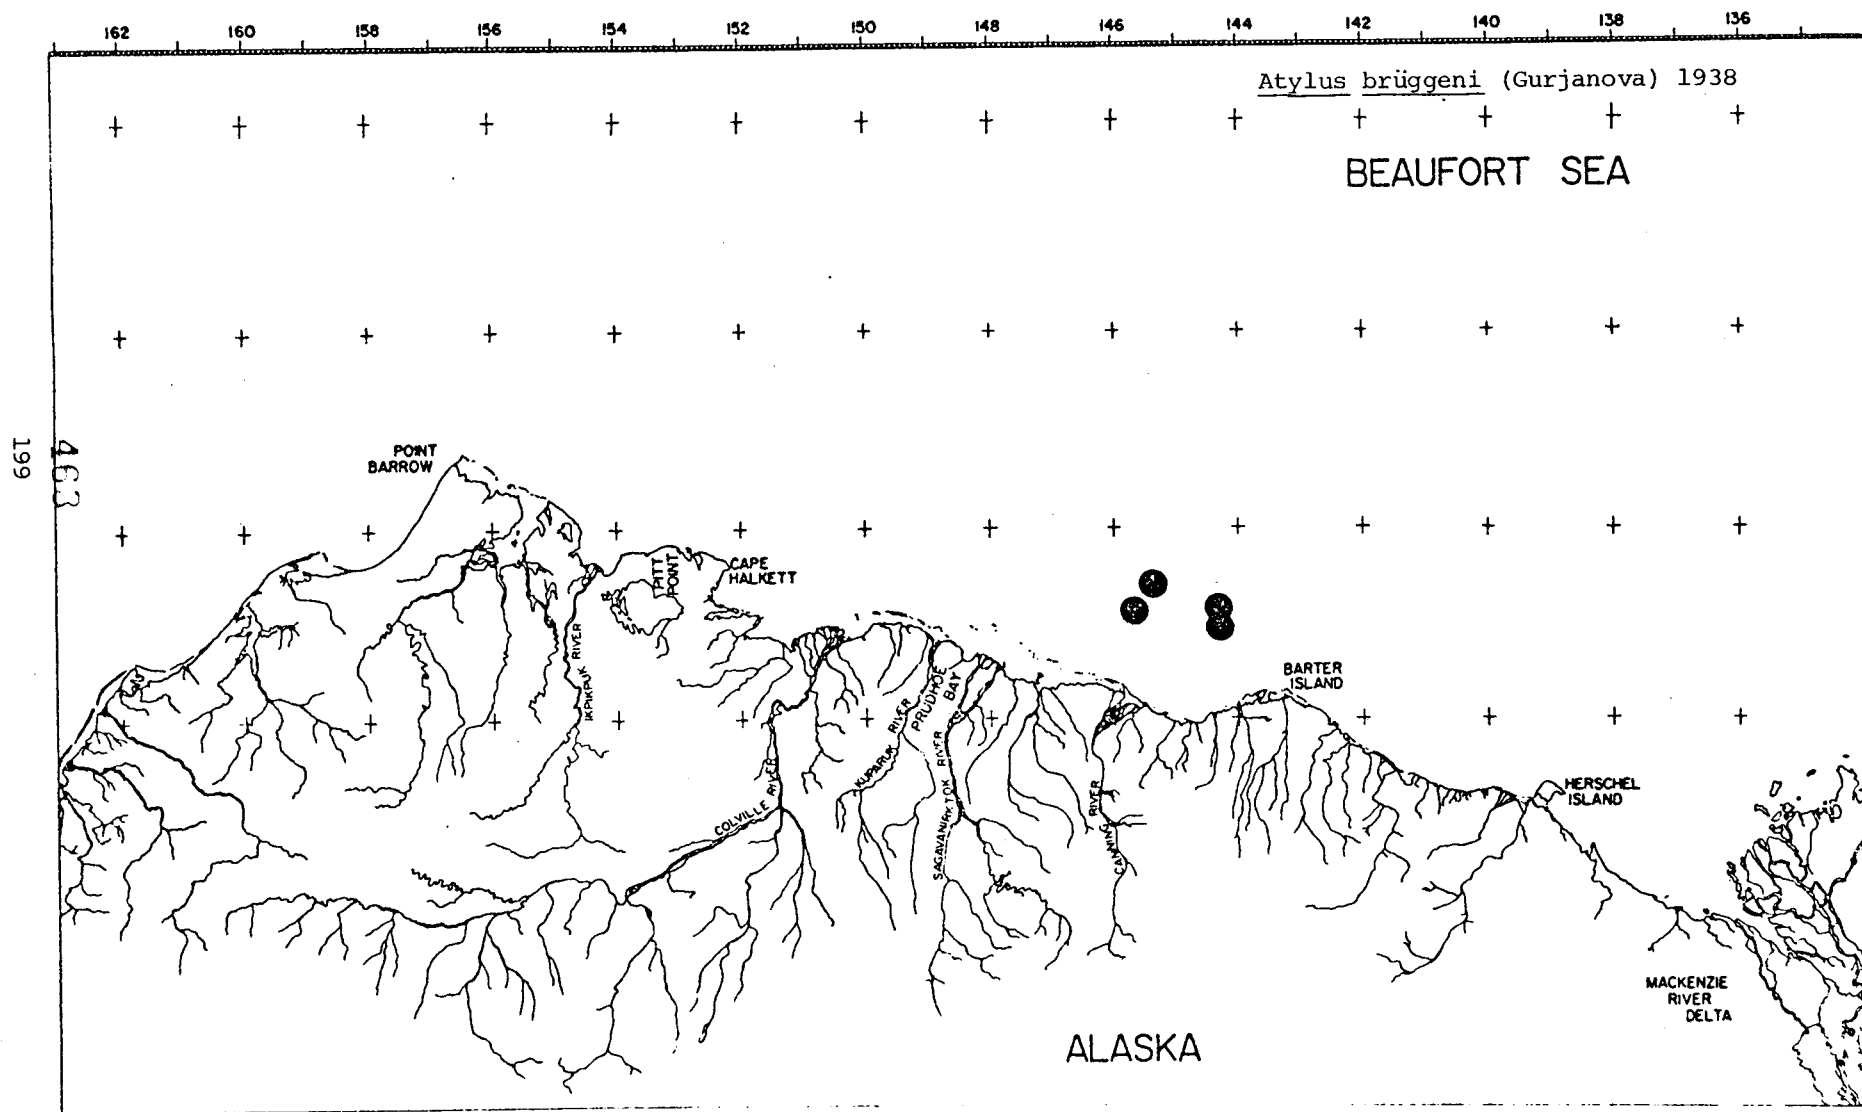 162 160 158 156 154 152 150 148 146 144 142 140 138 136
Atylus brüggeni (Gurjanova) 1938
BEAUFORT SEA
POINT
BARROW
199
463
PITT
POINT
CAPE
HALKETT
IKPIKPUK RIVER
BARTER
ISLAND
PRUDHOE
BAY
KUPARUK RIVER
COLVILLE RIVER
SAGAVANIRKTOK RIVER
CANNING RIVER
HERSCHEL
ISLAND
MACKENZIE
RIVER
DELTA
ALASKA